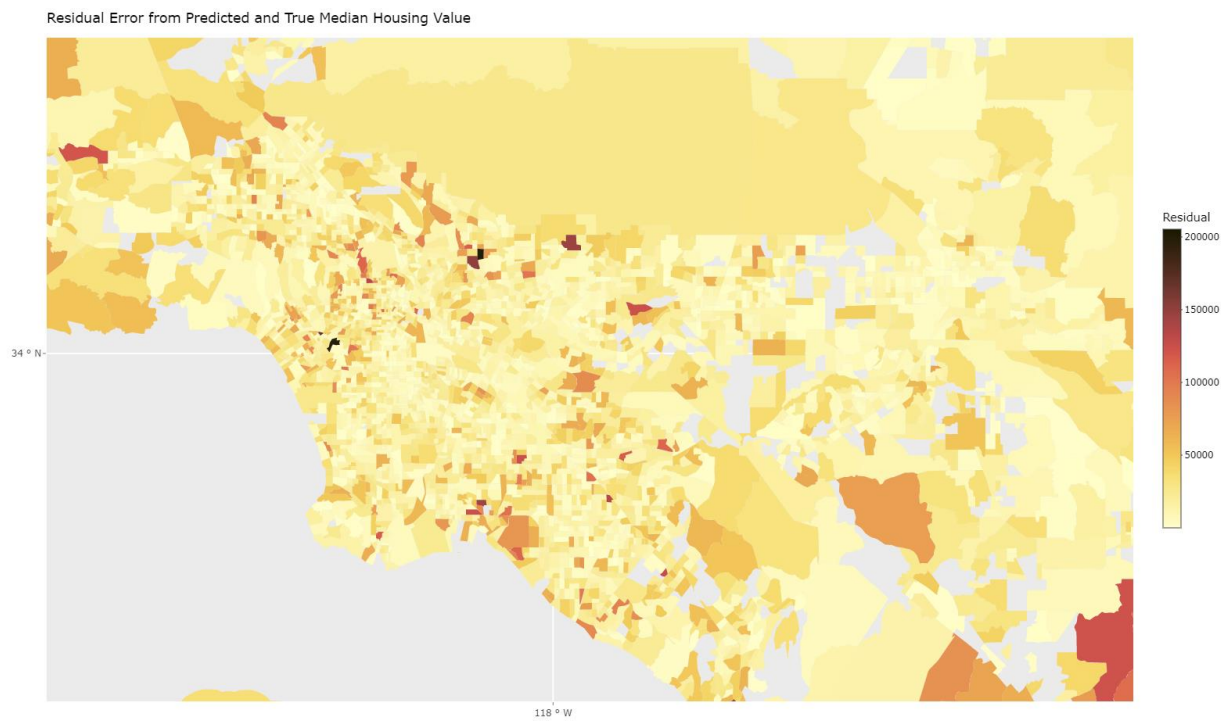 Residual Error from Predicted and True Median Housing Value
Residual
200000
150000
100000
50000
34 ° N
118 ° W